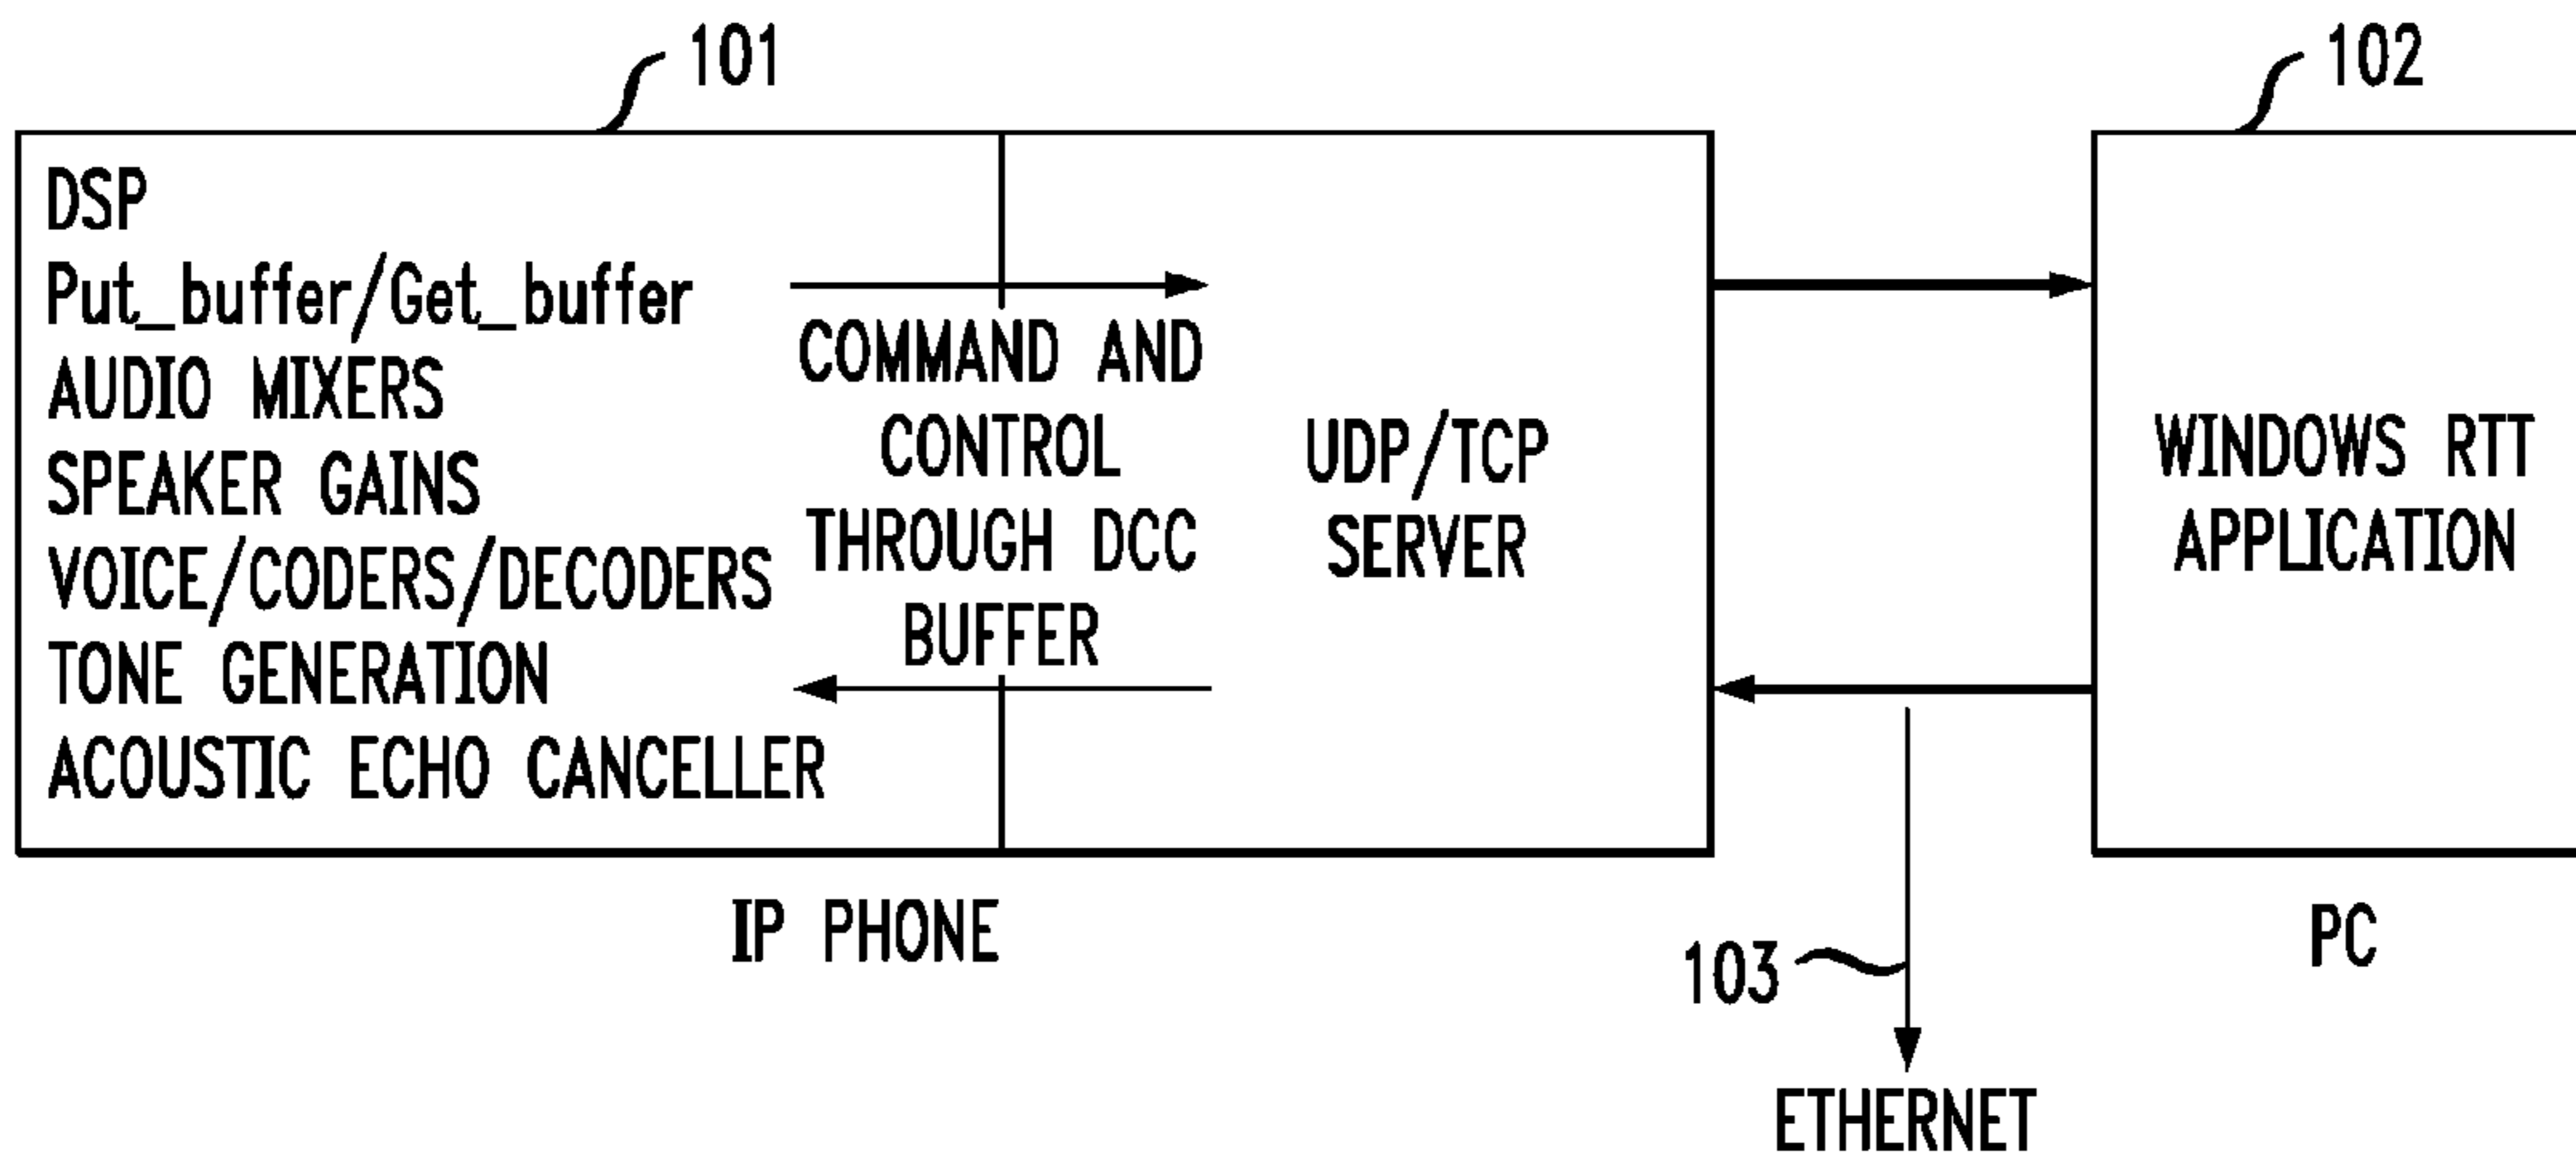 101
102
DSP
Put_buffer/Get_buffer
AUDIO MIXERS
SPEAKER GAINS
VOICE/CODERS/DECODERS
TONE GENERATION
ACOUSTIC ECHO CANCELLER
COMMAND AND
CONTROL
THROUGH DCC
BUFFER
UDP/TCP
SERVER
WINDOWS RTT
APPLICATION
IP PHONE
PC
103
ETHERNET